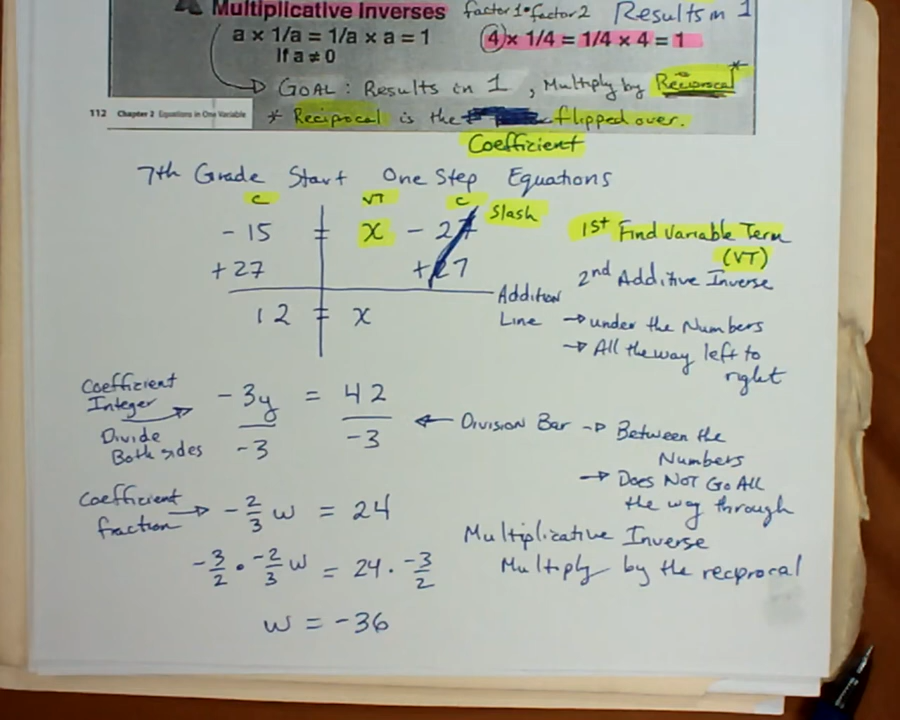 Multiplicative Inverses factor 1 • factor 2 Results in 1
a x 1/a = 1/a x a = 1
If a ≠ 0
4 x 1/4 = 1/4 x 4 = 1
→ GOAL: Results in 1, Multiply by Reciprocal *
112 Chapter 2 Equations in One Variable
* Reciprocal is the flipped over.
Coefficient
7th Grade Start One Step Equations
C VT C Slash
- 15 = x - 27
+27 +27
12 = x
Addition
Line → under the Numbers
→ All the way left to
right
1st Find Variable Term
(VT)
2nd Additive Inverse
Coefficient
Integer →
Divide
Both sides
-3y = 42
-3 -3
← Division Bar → Between the
Numbers
→ Does NOT Go All
the way through
Coefficient
fraction →
-2/3 w = 24
-3/2 • -2/3 w = 24 • -3/2
w = -36
Multiplicative Inverse
Multiply by the reciprocal